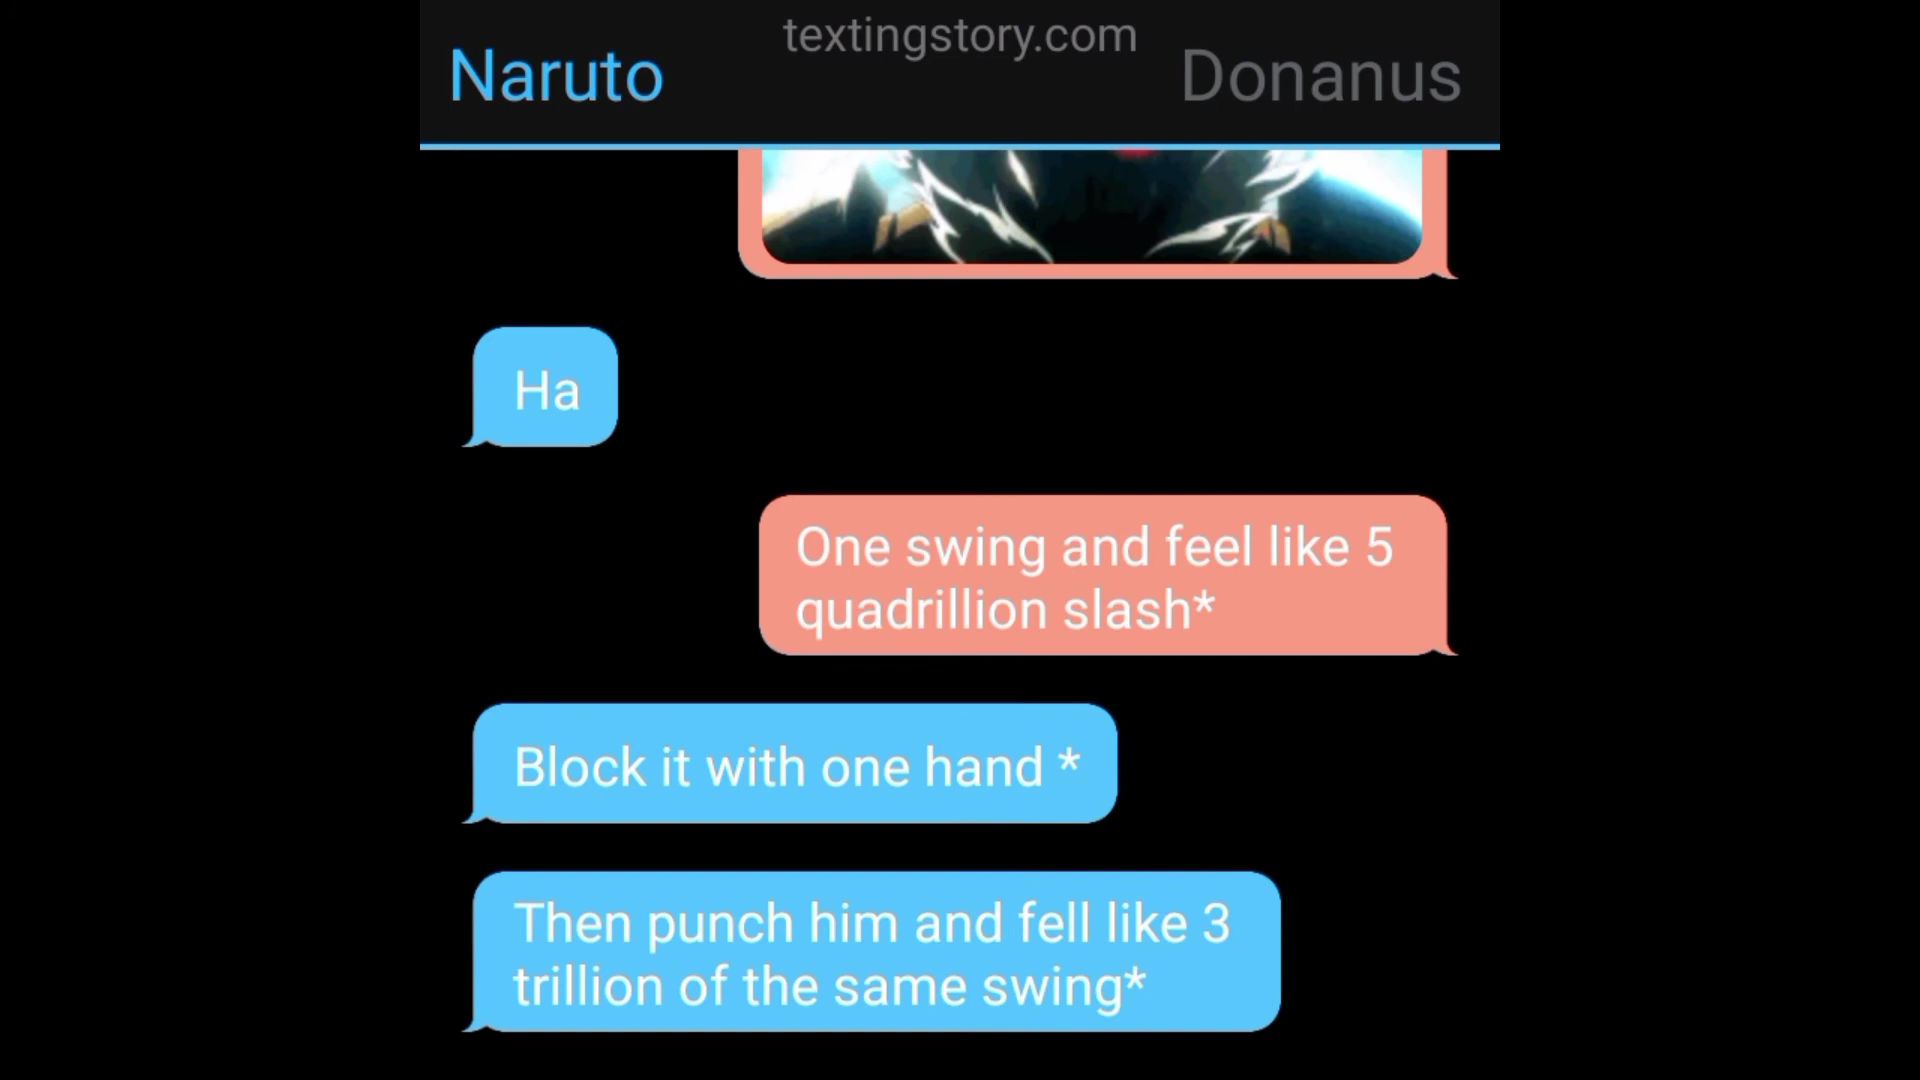 textingstory.com
Naruto
Donanus
Ha
One swing and feel like 5
quadrillion slash*
Block it with one hand *
Then punch him and fell like 3
trillion of the same swing*